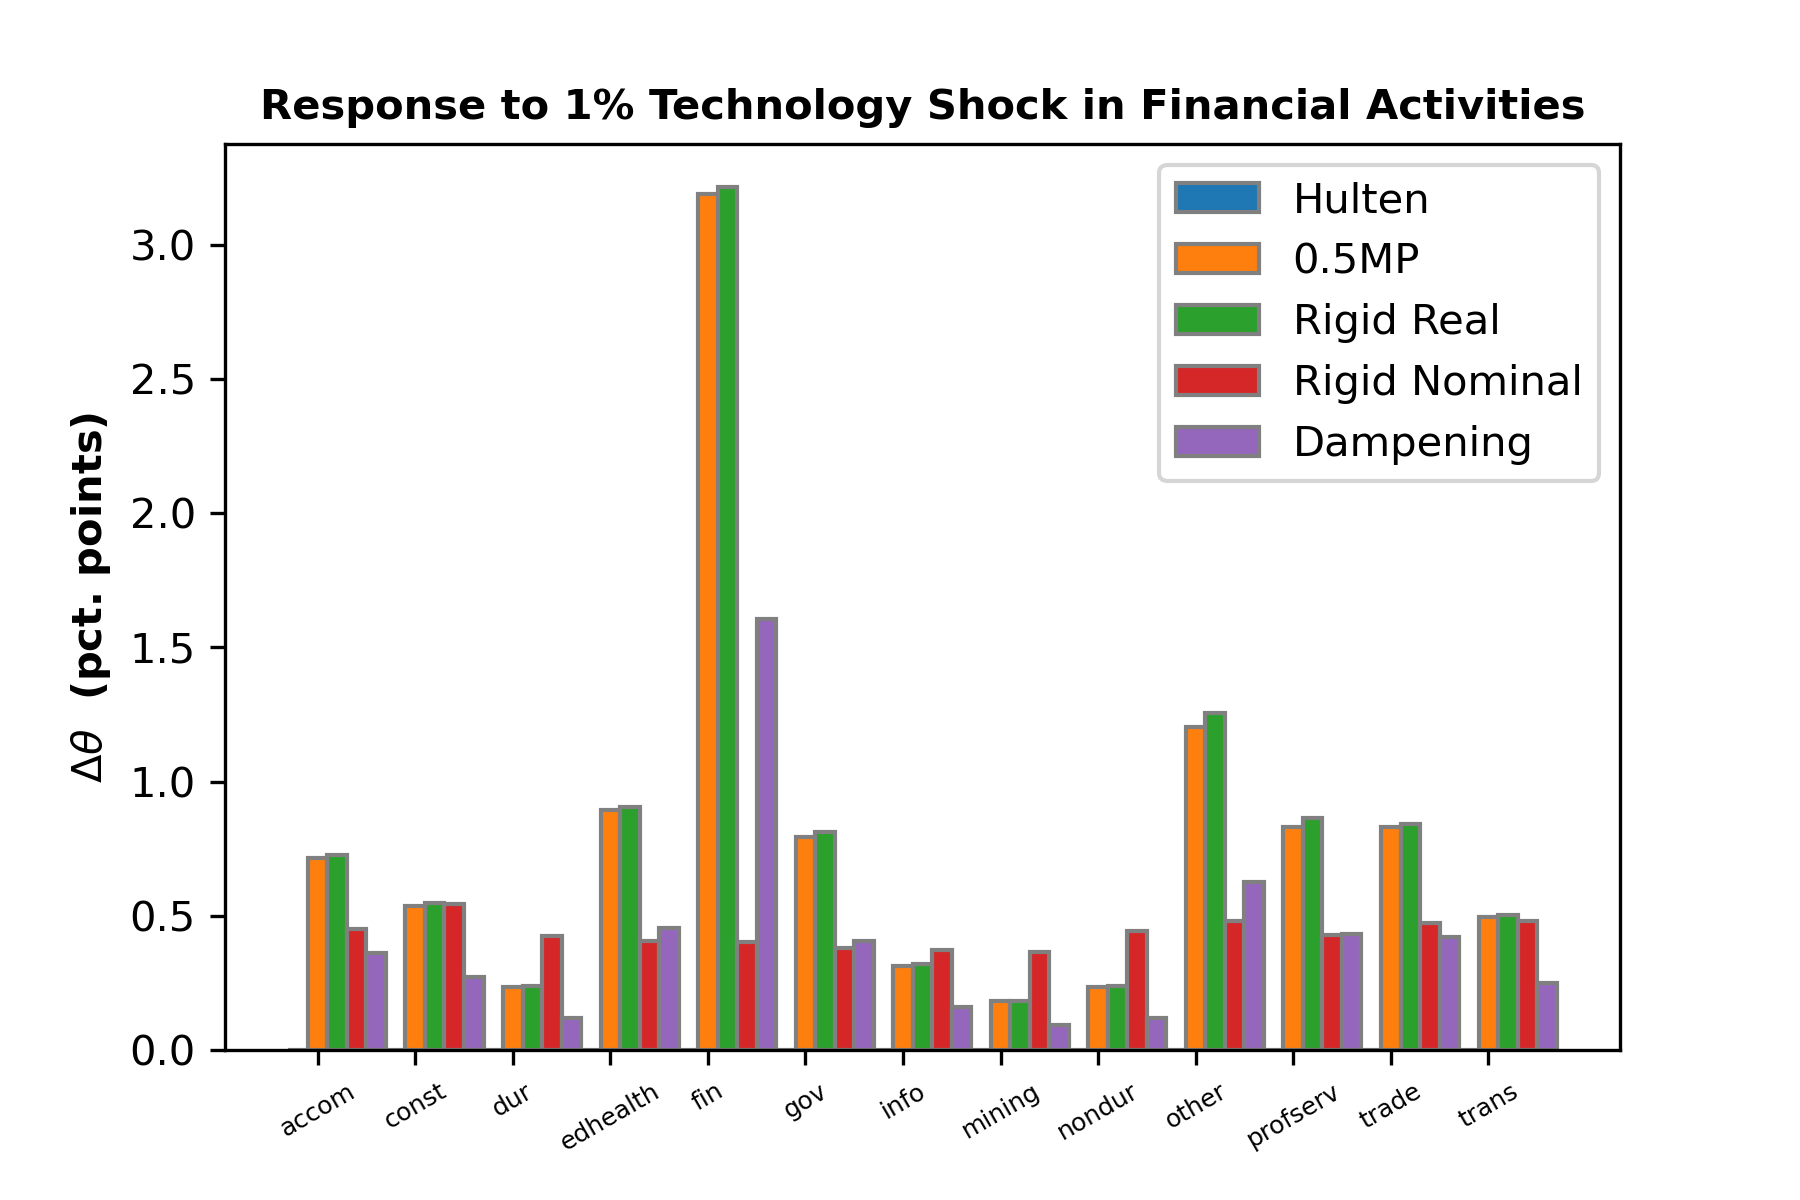 Response to 1% Technology Shock in Financial Activities
Hulten
0.5MP
Rigid Real
Rigid Nominal
Dampening
Δθ (pct. points)
3.0
2.5
2.0
1.5
1.0
0.5
0.0
accom const dur edhealth fin gov info mining nondur other profserv trade trans